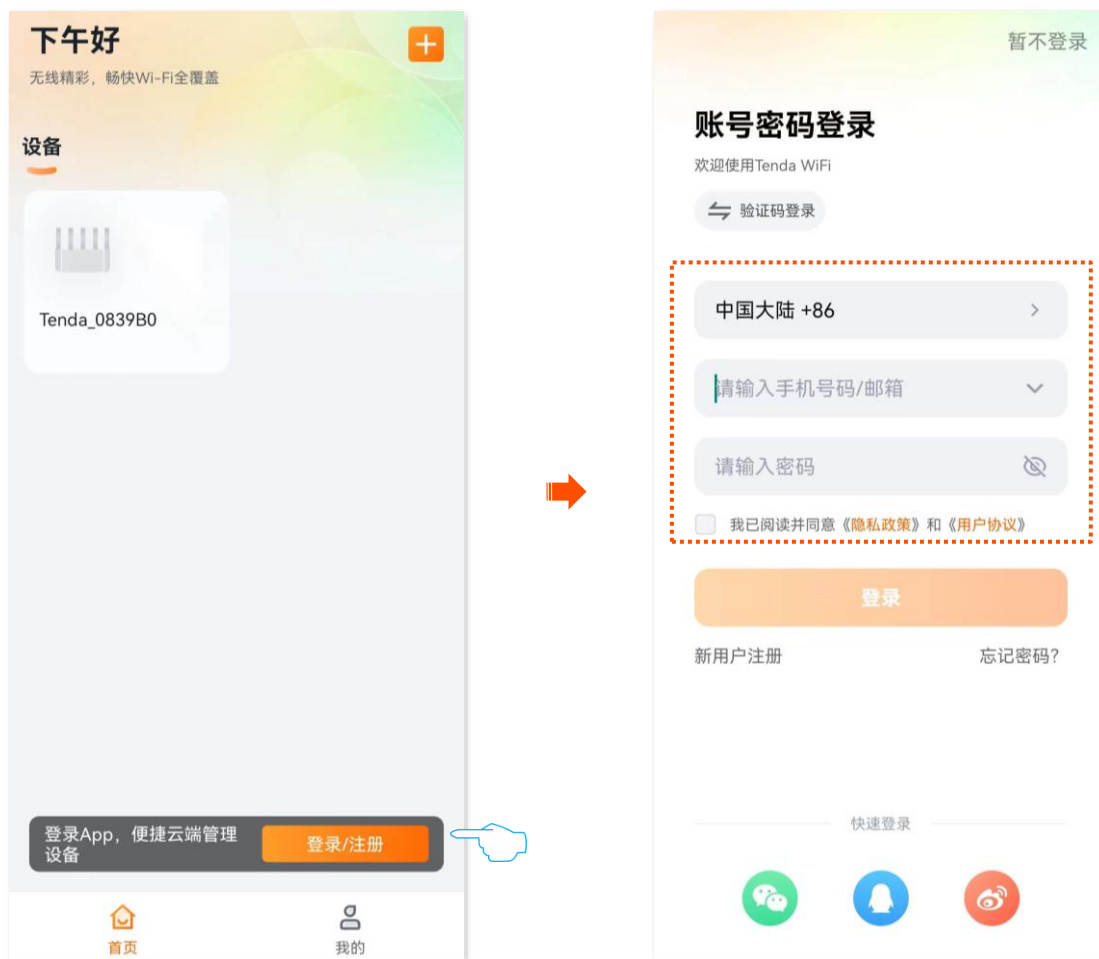 下午好
无线精彩，畅快Wi-Fi全覆盖
设备
Tenda_0839B0
登录App，便捷云端管理
设备
登录/注册
首页
我的
暂不登录
账号密码登录
欢迎使用Tenda WiFi
验证码登录
中国大陆 +86
请输入手机号码/邮箱
请输入密码
我已阅读并同意《隐私政策》和《用户协议》
登录
新用户注册
忘记密码?
快速登录